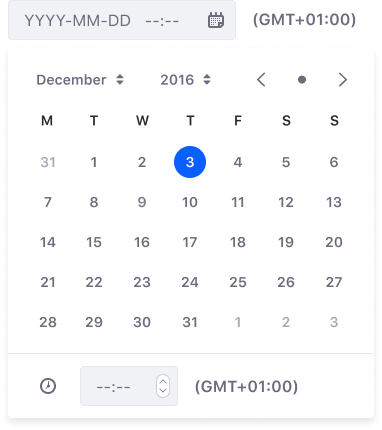 YYYY-MM-DD --:-- (GMT+01:00)
December 2016
M T W T F S S
31 1 2 3 4 5 6
7 8 9 10 11 12 13
14 15 16 17 18 19 20
21 22 23 24 25 26 27
28 29 30 31 1 2 3
--:-- (GMT+01:00)